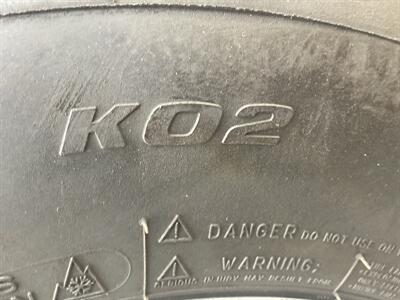 KO2
DANGER DO NOT USE ON
WARNING:
SERIOUS INJURY MAY RESULT FROM: